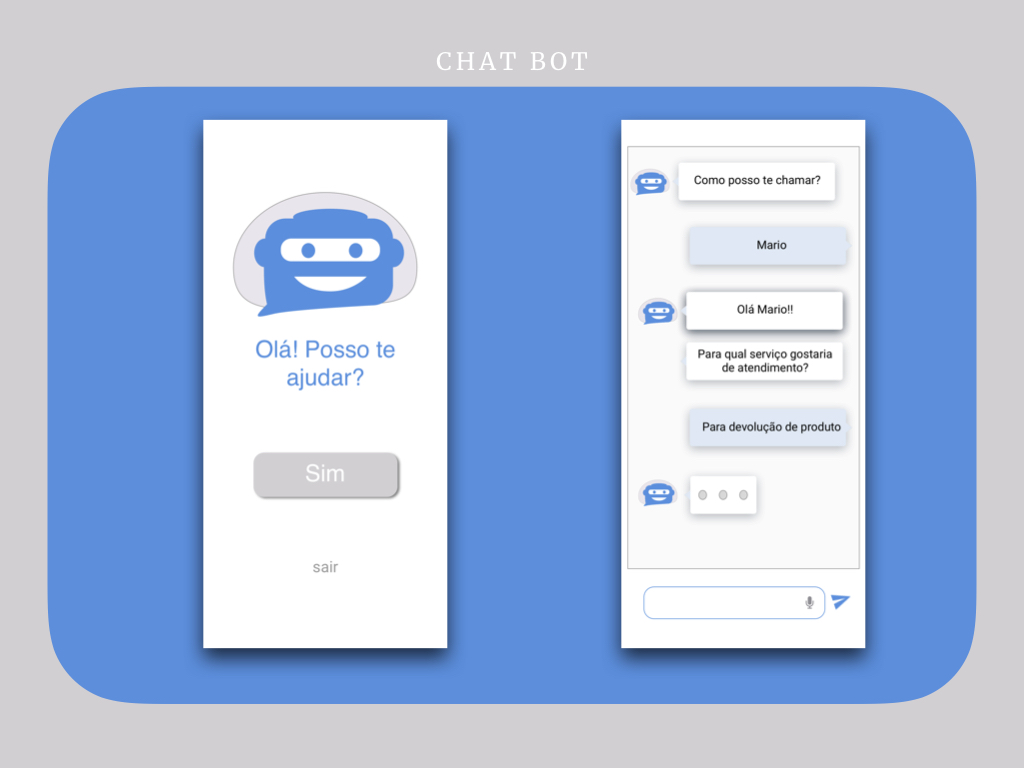 CHAT BOT
Olá! Posso te
ajudar?
Sim
sair
Como posso te chamar?
Mario
Olá Mario!!
Para qual serviço gostaria
de atendimento?
Para devolução de produto